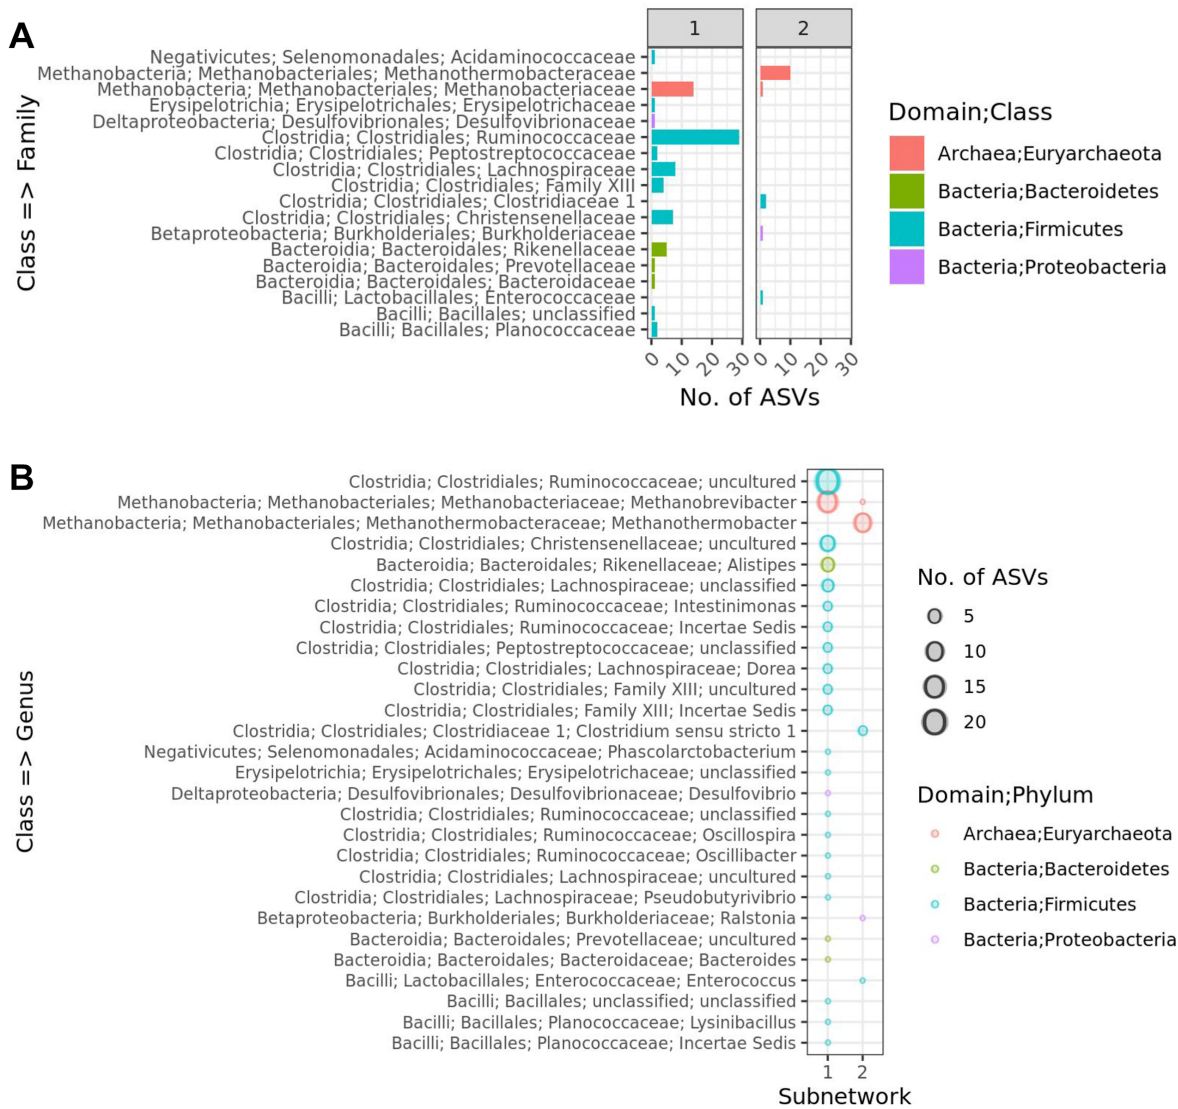 A
1 2
Negativicutes; Selenomonadales; Acidaminococcaceae
Methanobacteria; Methanobacteriales; Methanothermobacteraceae
Methanobacteria; Methanobacteriales; Methanobacteriaceae
Erysipelotrichia; Erysipelotrichales; Erysipelotrichaceae
Deltaproteobacteria; Desulfovibrionales; Desulfovibrionaceae
Clostridia; Clostridiales; Ruminococcaceae
Clostridia; Clostridiales; Peptostreptococcaceae
Clostridia; Clostridiales; Lachnospiraceae
Clostridia; Clostridiales; Family XIII
Clostridia; Clostridiales; Clostridiaceae 1
Clostridia; Clostridiales; Christensenellaceae
Betaproteobacteria; Burkholderiales; Burkholderiaceae
Bacteroidia; Bacteroidales; Rikenellaceae
Bacteroidia; Bacteroidales; Prevotellaceae
Bacteroidia; Bacteroidales; Bacteroidaceae
Bacilli; Lactobacillales; Enterococcaceae
Bacilli; Bacillales; unclassified
Bacilli; Bacillales; Planococcaceae
Class => Family
0 10 20 30 0 10 20 30
No. of ASVs
Domain;Class
Archaea;Euryarchaeota
Bacteria;Bacteroidetes
Bacteria;Firmicutes
Bacteria;Proteobacteria
B
Clostridia; Clostridiales; Ruminococcaceae; uncultured
Methanobacteria; Methanobacteriales; Methanobacteriaceae; Methanobrevibacter
Methanobacteria; Methanobacteriales; Methanothermobacteraceae; Methanothermobacter
Clostridia; Clostridiales; Christensenellaceae; uncultured
Bacteroidia; Bacteroidales; Rikenellaceae; Alistipes
Clostridia; Clostridiales; Lachnospiraceae; unclassified
Clostridia; Clostridiales; Ruminococcaceae; Intestinimonas
Clostridia; Clostridiales; Ruminococcaceae; Incertae Sedis
Clostridia; Clostridiales; Peptostreptococcaceae; unclassified
Clostridia; Clostridiales; Lachnospiraceae; Dorea
Clostridia; Clostridiales; Family XIII; uncultured
Clostridia; Clostridiales; Family XIII; Incertae Sedis
Clostridia; Clostridiales; Clostridiaceae 1; Clostridium sensu stricto 1
Negativicutes; Selenomonadales; Acidaminococcaceae; Phascolarctobacterium
Erysipelotrichia; Erysipelotrichales; Erysipelotrichaceae; unclassified
Deltaproteobacteria; Desulfovibrionales; Desulfovibrionaceae; Desulfovibrio
Clostridia; Clostridiales; Ruminococcaceae; unclassified
Clostridia; Clostridiales; Ruminococcaceae; Oscillospira
Clostridia; Clostridiales; Ruminococcaceae; Oscillibacter
Clostridia; Clostridiales; Lachnospiraceae; uncultured
Clostridia; Clostridiales; Lachnospiraceae; Pseudobutyrivibrio
Betaproteobacteria; Burkholderiales; Burkholderiaceae; Ralstonia
Bacteroidia; Bacteroidales; Prevotellaceae; uncultured
Bacteroidia; Bacteroidales; Bacteroidaceae; Bacteroides
Bacilli; Lactobacillales; Enterococcaceae; Enterococcus
Bacilli; Bacillales; unclassified; unclassified
Bacilli; Bacillales; Planococcaceae; Lysinibacillus
Bacilli; Bacillales; Planococcaceae; Incertae Sedis
Class => Genus
1 2
Subnetwork
No. of ASVs
5
10
15
20
Domain;Phylum
Archaea;Euryarchaeota
Bacteria;Bacteroidetes
Bacteria;Firmicutes
Bacteria;Proteobacteria